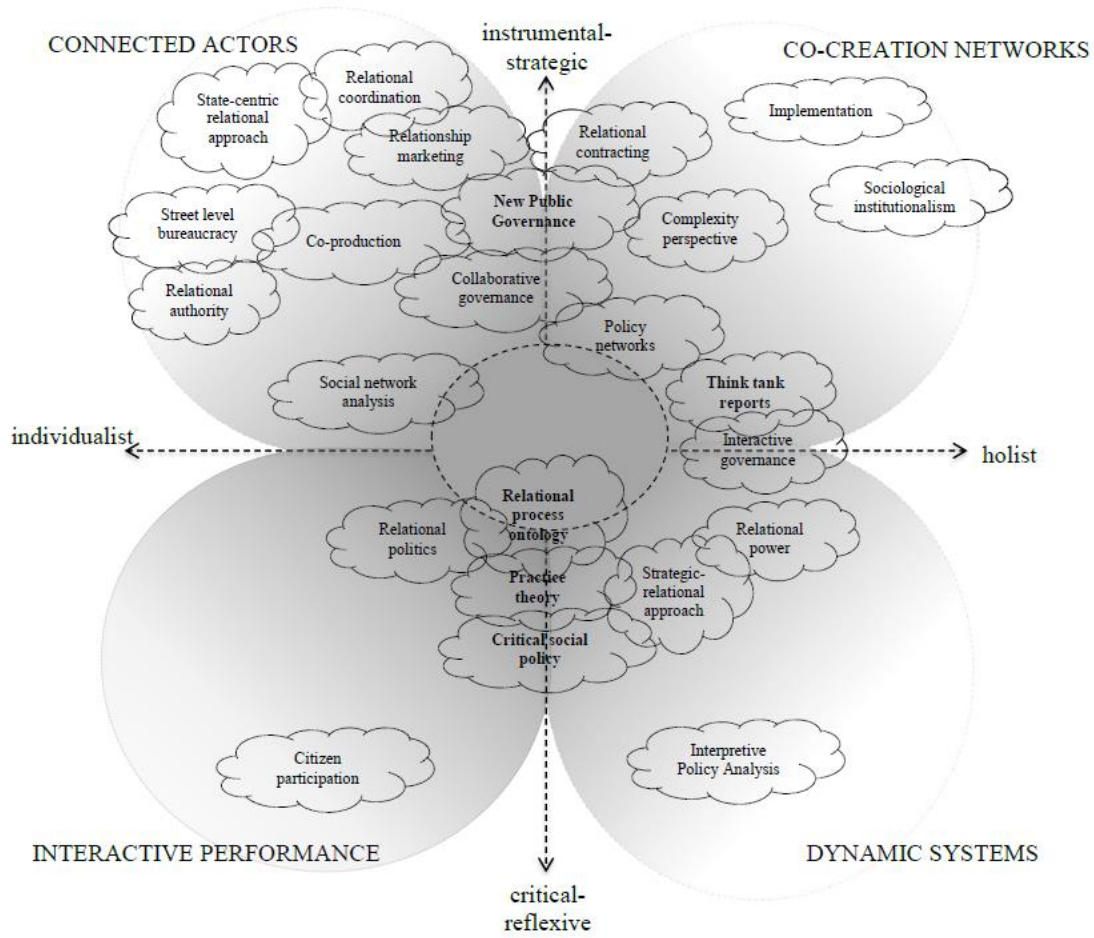 CONNECTED ACTORS
instrumental-
strategic
CO-CREATION NETWORKS
State-centric
relational
approach
Relational
coordination
Relationship
marketing
Relational
contracting
Implementation
Sociological
institutionalism
Street level
bureaucracy
Co-production
New Public
Governance
Complexity
perspective
Relational
authority
Collaborative
governance
Policy
networks
Social network
analysis
Think tank
reports
individualist
Interactive
governance
holist
Relational
process
ontology
Relational
politics
Relational
power
Practice
theory
Strategic-
relational
approach
Critical social
policy
Citizen
participation
Interpretive
Policy Analysis
INTERACTIVE PERFORMANCE
DYNAMIC SYSTEMS
critical-
reflexive